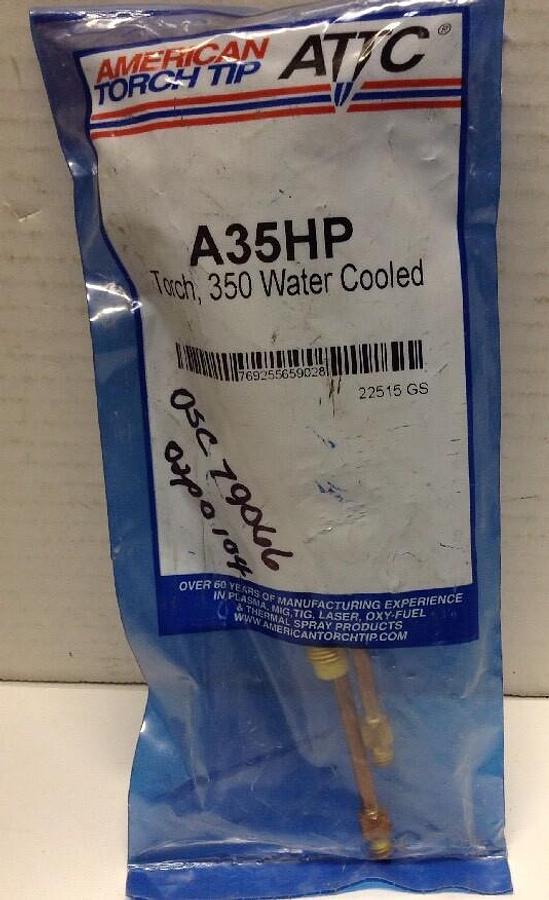 AMERICAN
TORCH TIP
ATTC®
A35HP
Torch, 350 Water Cooled
769255659028
22515 GS
OSC 79066
02p0104
OVER 60 YEARS OF MANUFACTURING EXPERIENCE
IN PLASMA, MIG,TIG, LASER, OXY-FUEL
& THERMAL SPRAY PRODUCTS
WWW.AMERICANTORCHTIP.COM